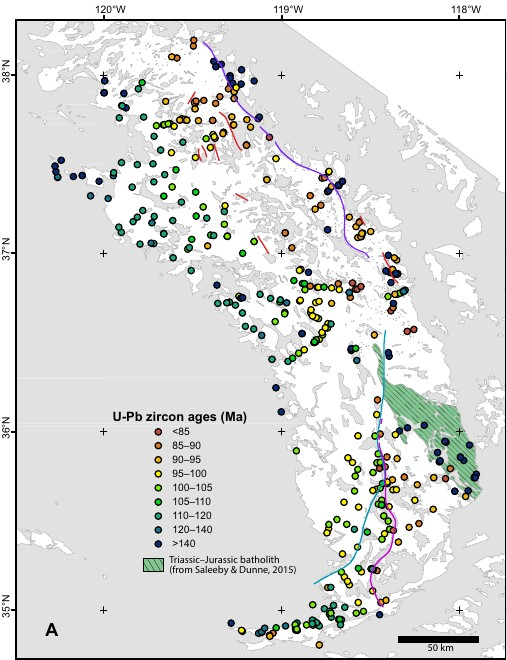 120°W 119°W 118°W
38°N
37°N
36°N
35°N
U-Pb zircon ages (Ma)
<85
85–90
90–95
95–100
100–105
105–110
110–120
120–140
>140
Triassic–Jurassic batholith
(from Saleeby & Dunne, 2015)
A
50 km